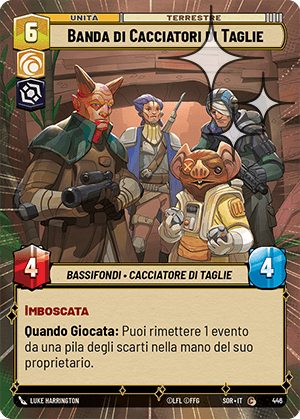 UNITÀ
TERRESTRE
6
BANDA DI CACCIATORI DI TAGLIE
4
4
BASSIFONDI • CACCIATORE DI TAGLIE
IMBOSCATA
Quando Giocata: Puoi rimettere 1 evento
da una pila degli scarti nella mano del suo
proprietario.
LUKE HARRINGTON
©LFL ©FFG
SOR • IT
C
446